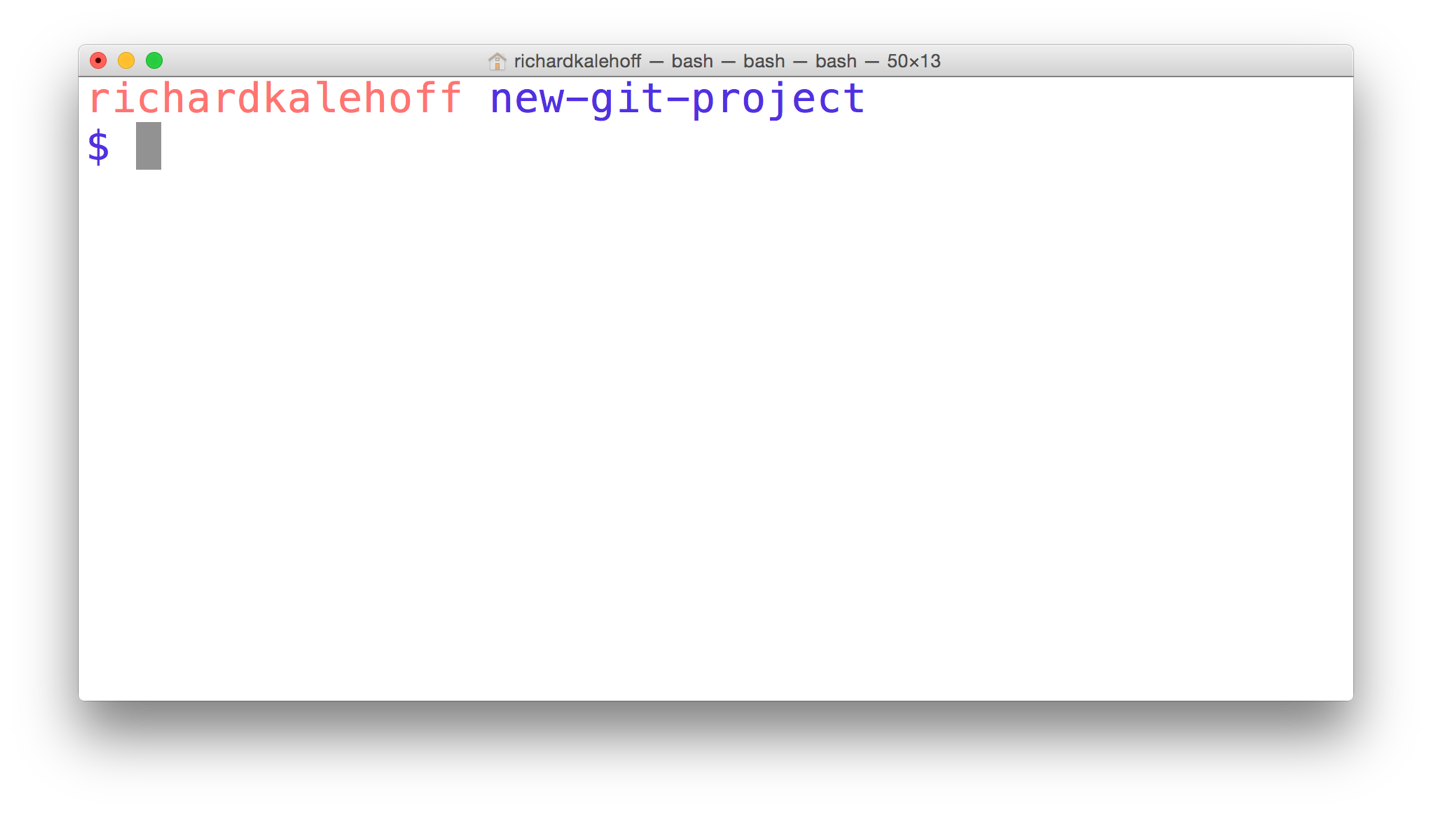 richardkalehoff — bash — bash — bash — 50×13
richardkalehoff new-git-project
$